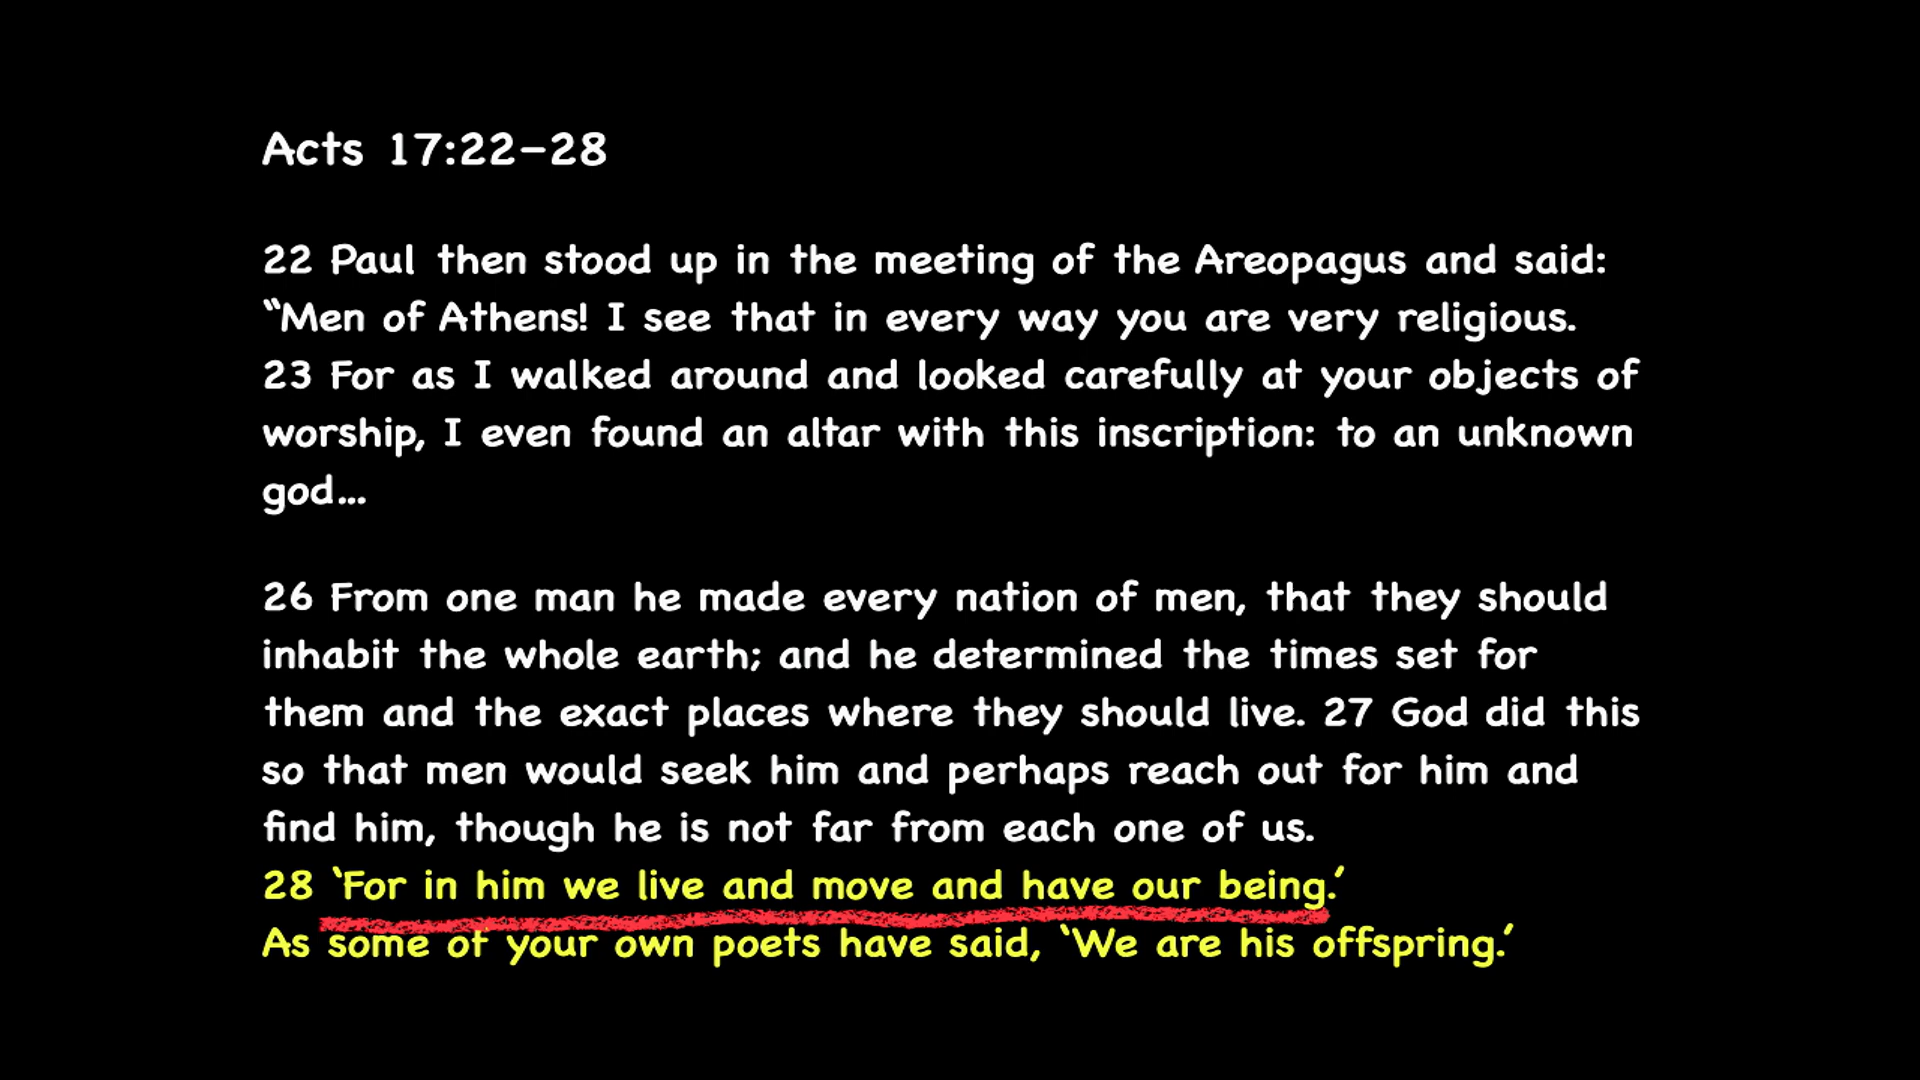 Acts 17:22–28
22 Paul then stood up in the meeting of the Areopagus and said:
“Men of Athens! I see that in every way you are very religious.
23 For as I walked around and looked carefully at your objects of
worship, I even found an altar with this inscription: to an unknown
god…
26 From one man he made every nation of men, that they should
inhabit the whole earth; and he determined the times set for
them and the exact places where they should live. 27 God did this
so that men would seek him and perhaps reach out for him and
find him, though he is not far from each one of us.
28 ‘For in him we live and move and have our being.’
As some of your own poets have said, ‘We are his offspring.’